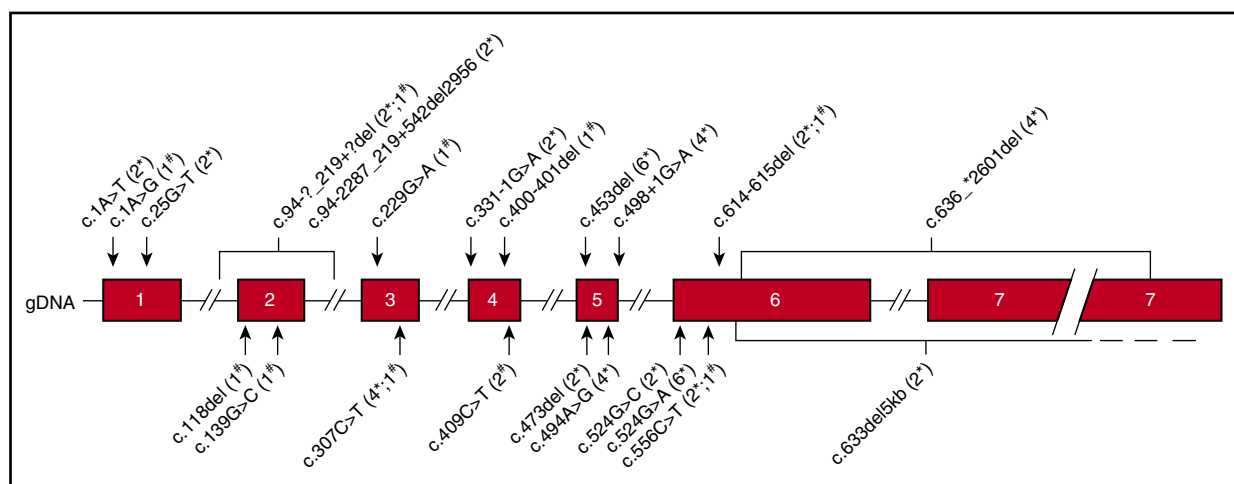 c.1A>T (2*)
c.1A>G (1#)
c.25G>T (2*)
c.94-?_219+?del (2*;1#)
c.94-2287_219+542del2956 (2*)
c.229G>A (1#)
c.331-1G>A (2*)
c.400-401del (1#)
c.453del (6*)
c.498+1G>A (4*)
c.614-615del (2*;1#)
c.636_*2601del (4*)
gDNA 1 2 3 4 5 6 7 7
c.118del (1#)
c.139G>C (1#)
c.307C>T (4*;1#)
c.409C>T (2#)
c.473del (2*)
c.494A>G (4*)
c.524G>C (2*)
c.524G>A (6*)
c.556C>T (2*;1#)
c.633del5kb (2*)